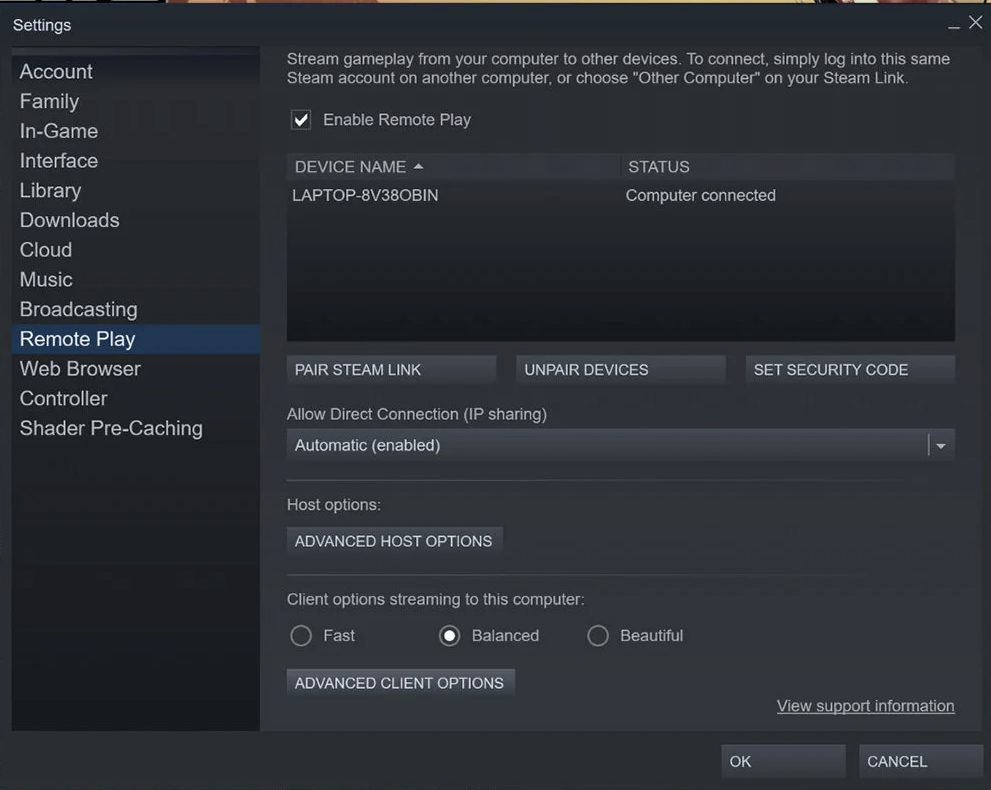 Settings
Account
Family
In-Game
Interface
Library
Downloads
Cloud
Music
Broadcasting
Remote Play
Web Browser
Controller
Shader Pre-Caching
Stream gameplay from your computer to other devices. To connect, simply log into this same
Steam account on another computer, or choose "Other Computer" on your Steam Link.
Enable Remote Play
DEVICE NAME STATUS
LAPTOP-8V38OBIN Computer connected
PAIR STEAM LINK UNPAIR DEVICES SET SECURITY CODE
Allow Direct Connection (IP sharing)
Automatic (enabled)
Host options:
ADVANCED HOST OPTIONS
Client options streaming to this computer:
Fast Balanced Beautiful
ADVANCED CLIENT OPTIONS
View support information
OK CANCEL